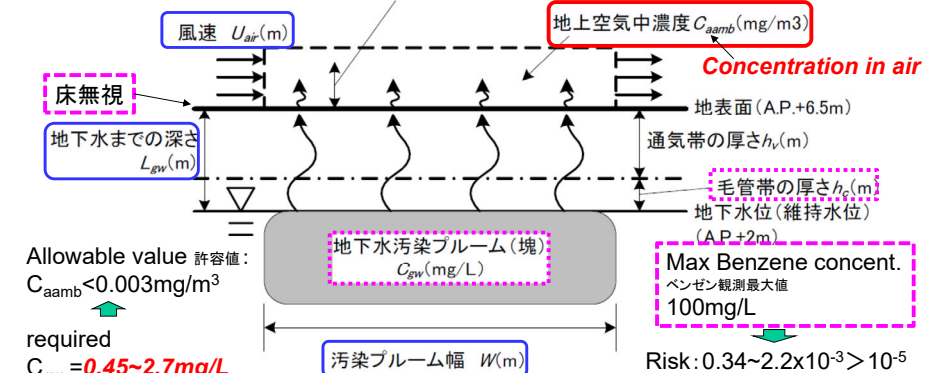 風速 Uair(m)
地上空気中濃度Caamb(mg/m3)
Concentration in air
床無視
地表面(A.P.+6.5m)
地下水までの深さ
Lgw(m)
通気帯の厚さhv(m)
毛管帯の厚さhc(m)
地下水位(維持水位)
(A.P.+2m)
地下水汚染プルーム(塊)
Cgw(mg/L)
Allowable value 許容値:
Caamb<0.003mg/m3
required
=0.45~2.7mg/L
汚染プルーム幅 W(m)
Max Benzene concent.
ベンゼン観測最大値
100mg/L
Risk:0.34~2.2x10-3>10-5